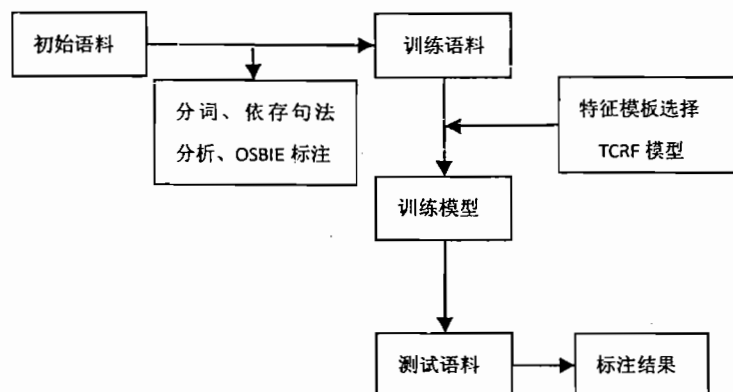 初始语料
训练语料
分词、依存句法
分析、OSBIE 标注
特征模板选择
TCRF 模型
训练模型
测试语料
标注结果